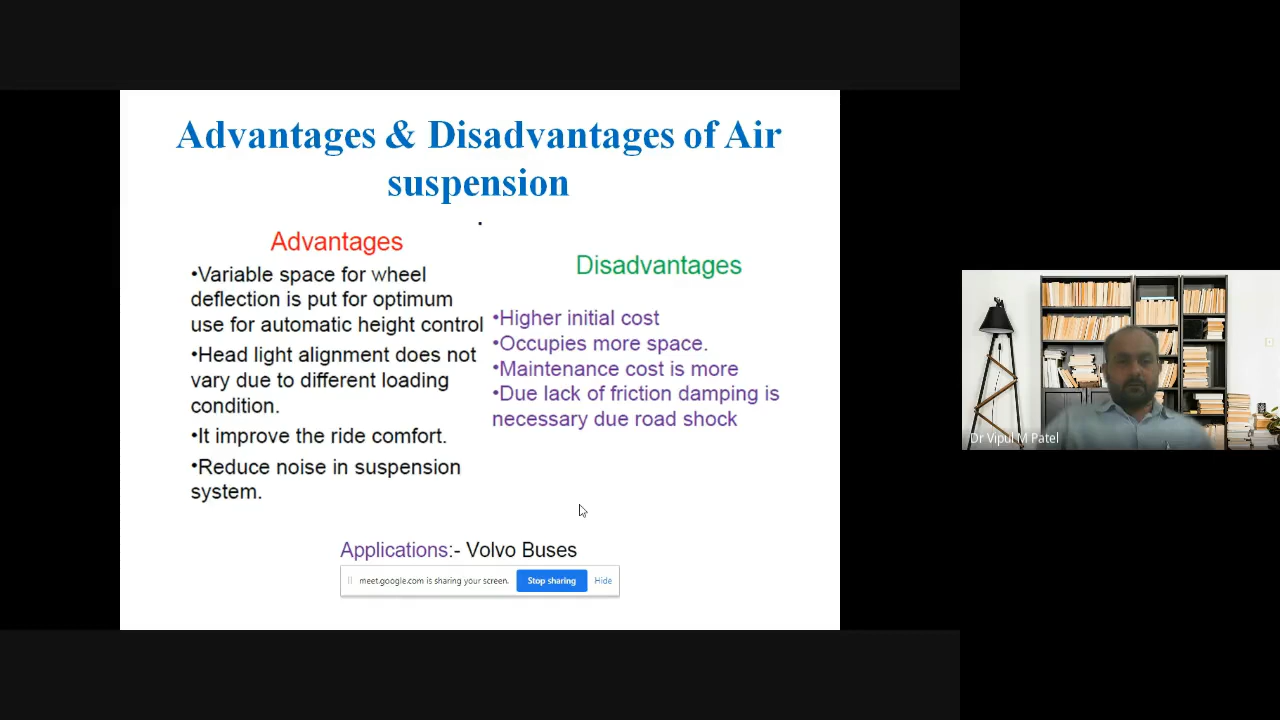 Advantages & Disadvantages of Air
suspension
.
Advantages
•Variable space for wheel
deflection is put for optimum
use for automatic height control
•Head light alignment does not
vary due to different loading
condition.
•It improve the ride comfort.
•Reduce noise in suspension
system.
Disadvantages
•Higher initial cost
•Occupies more space.
•Maintenance cost is more
•Due lack of friction damping is
necessary due road shock
Applications:- Volvo Buses
meet.google.com is sharing your screen. Stop sharing Hide
Dr Vipul M Patel